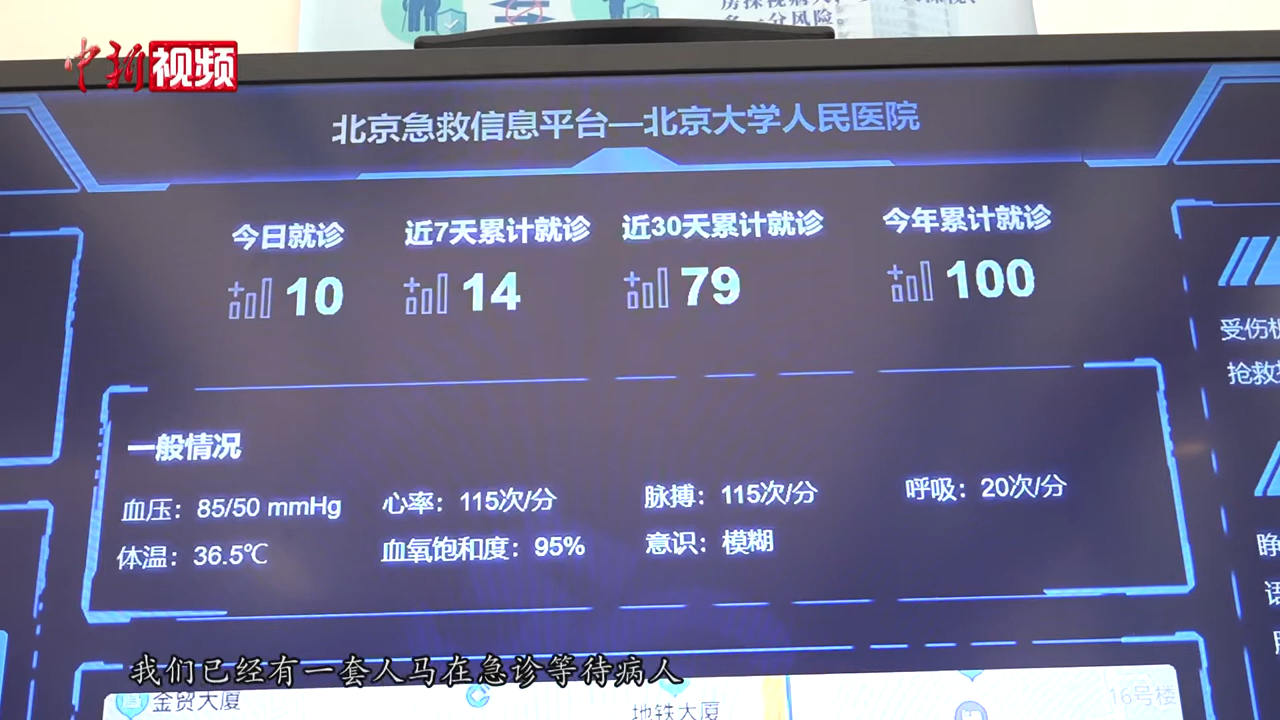 中新视频
北京急救信息平台—北京大学人民医院
今日就诊 近7天累计就诊 近30天累计就诊 今年累计就诊
10 14 79 100
受伤机
抢救
一般情况
血压：85/50 mmHg 心率：115次/分 脉搏：115次/分 呼吸：20次/分
体温：36.5℃ 血氧饱和度：95% 意识：模糊
睁
语
我们已经有一套人马在急诊等待病人
金贸大厦 地铁大厦 16号楼